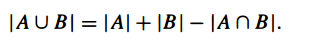 |A ∪ B| = |A| + |B| − |A ∩ B|.